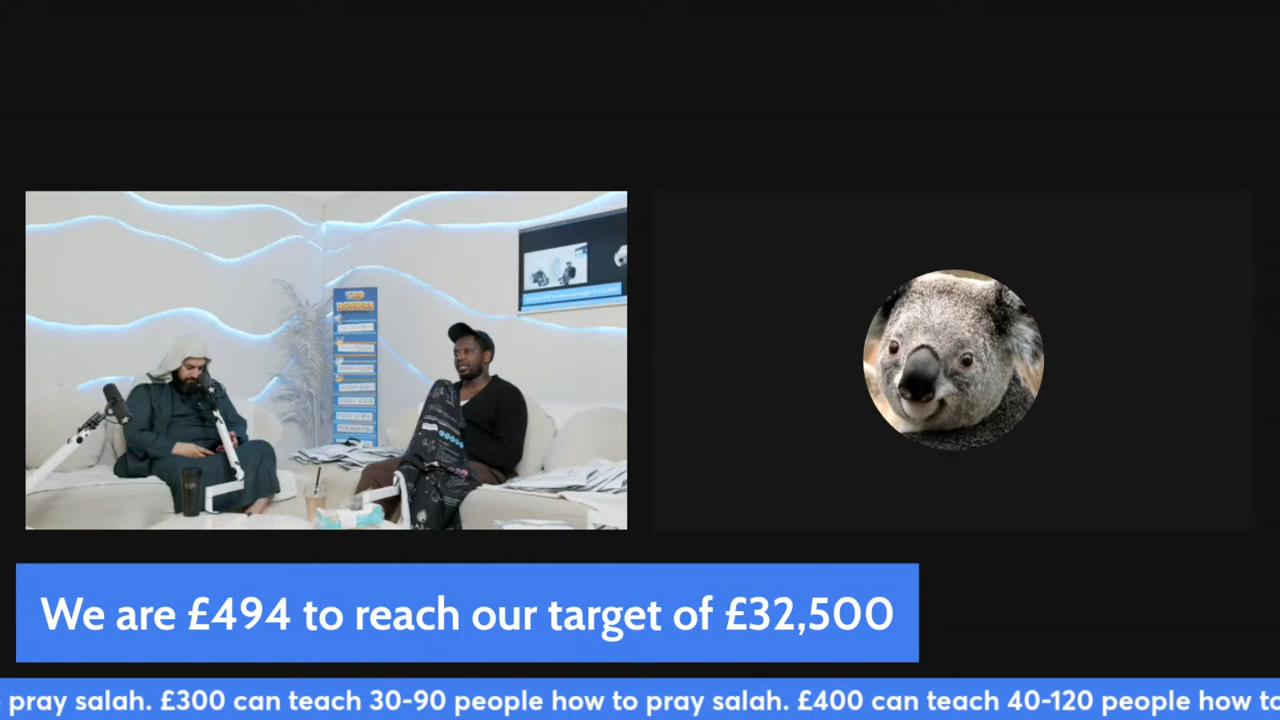 We are £494 to reach our target of £32,500
pray salah. £300 can teach 30-90 people how to pray salah. £400 can teach 40-120 people how to